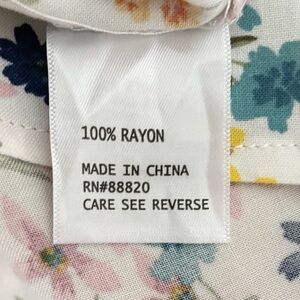 100% RAYON
MADE IN CHINA
RN#88820
CARE SEE REVERSE